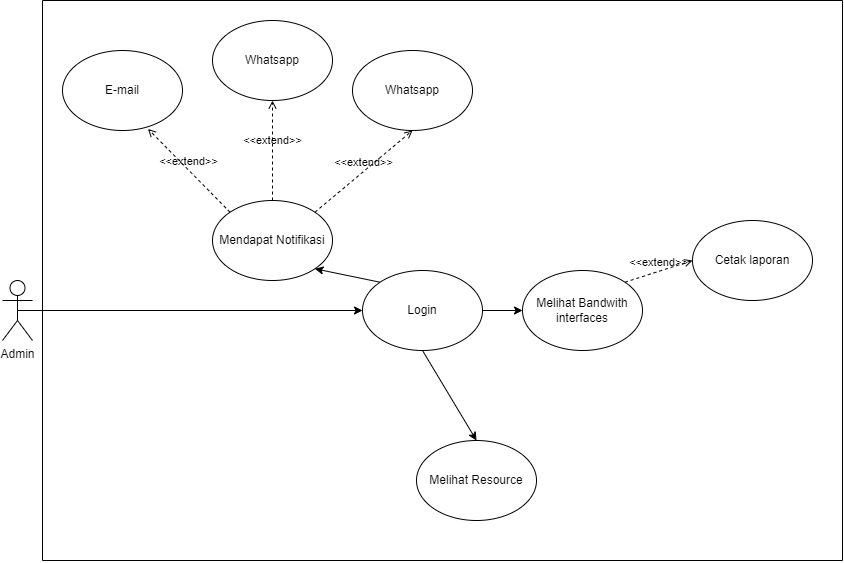 Whatsapp
E-mail
Whatsapp
<<extend>>
<<extend>>
<<extend>>
Mendapat Notifikasi
Cetak laporan
<<extend>>
Login
Melihat Bandwith
interfaces
Admin
Melihat Resource